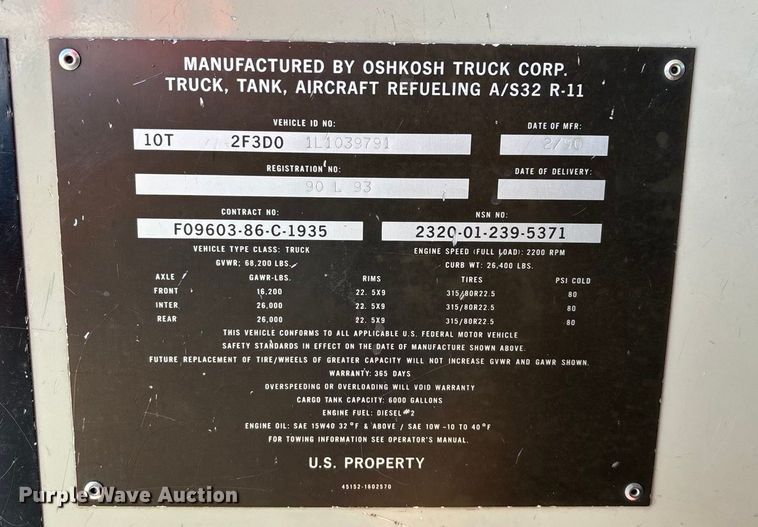 MANUFACTURED BY OSHKOSH TRUCK CORP.
TRUCK, TANK, AIRCRAFT REFUELING A/S32 R-11
VEHICLE ID NO: DATE OF MFR:
10T 2F3DO 1L1039791 2/90
REGISTRATION NO: DATE OF DELIVERY:
90 L 93
CONTRACT NO: NSN NO:
FO9603-86-C-1935 2320-01-239-5371
VEHICLE TYPE CLASS: TRUCK ENGINE SPEED (FULL LOAD): 2200 RPM
GVWR: 68,200 LBS. CURB WT: 26,400 LBS.
AXLE GAWR-LBS. RIMS TIRES PSI COLD
FRONT 16,200 22.5X9 315/80R22.5 80
INTER 26,000 22.5X9 315/80R22.5 80
REAR 26,000 22.5X9 315/80R22.5 80
THIS VEHICLE CONFORMS TO ALL APPLICABLE U.S. FEDERAL MOTOR VEHICLE
SAFETY STANDARDS IN EFFECT ON THE DATE OF MANUFACTURE SHOWN ABOVE.
FUTURE REPLACEMENT OF TIRE/WHEELS OF GREATER CAPACITY WILL NOT INCREASE GVWR AND GAWR SHOWN.
WARRANTY: 365 DAYS
OVERSPEEDING OR OVERLOADING WILL VOID WARRANTY
CARGO TANK CAPACITY: 6000 GALLONS
ENGINE FUEL: DIESEL #2
ENGINE OIL: SAE 15W40 32°F & ABOVE / SAE 10W -10 TO 40°F
FOR TOWING INFORMATION SEE OPERATOR'S MANUAL.
U.S. PROPERTY
45152-1602570
Purple Wave Auction